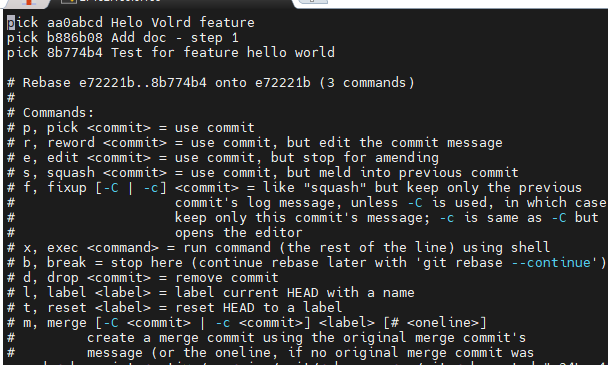 pick aa0abcd Helo Volrd feature
pick b886b08 Add doc - step 1
pick 8b774b4 Test for feature hello world

# Rebase e72221b..8b774b4 onto e72221b (3 commands)
#
# Commands:
# p, pick <commit> = use commit
# r, reword <commit> = use commit, but edit the commit message
# e, edit <commit> = use commit, but stop for amending
# s, squash <commit> = use commit, but meld into previous commit
# f, fixup [-C | -c] <commit> = like "squash" but keep only the previous
#                    commit's log message, unless -C is used, in which case
#                    keep only this commit's message; -c is same as -C but
#                    opens the editor
# x, exec <command> = run command (the rest of the line) using shell
# b, break = stop here (continue rebase later with 'git rebase --continue')
# d, drop <commit> = remove commit
# l, label <label> = label current HEAD with a name
# t, reset <label> = reset HEAD to a label
# m, merge [-C <commit> | -c <commit>] <label> [# <oneline>]
#         create a merge commit using the original merge commit's
#         message (or the oneline, if no original merge commit was